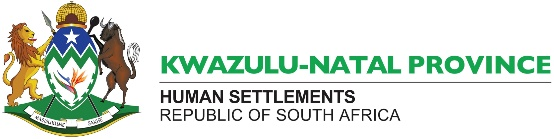 KWAZULU-NATAL PROVINCE
HUMAN SETTLEMENTS
REPUBLIC OF SOUTH AFRICA